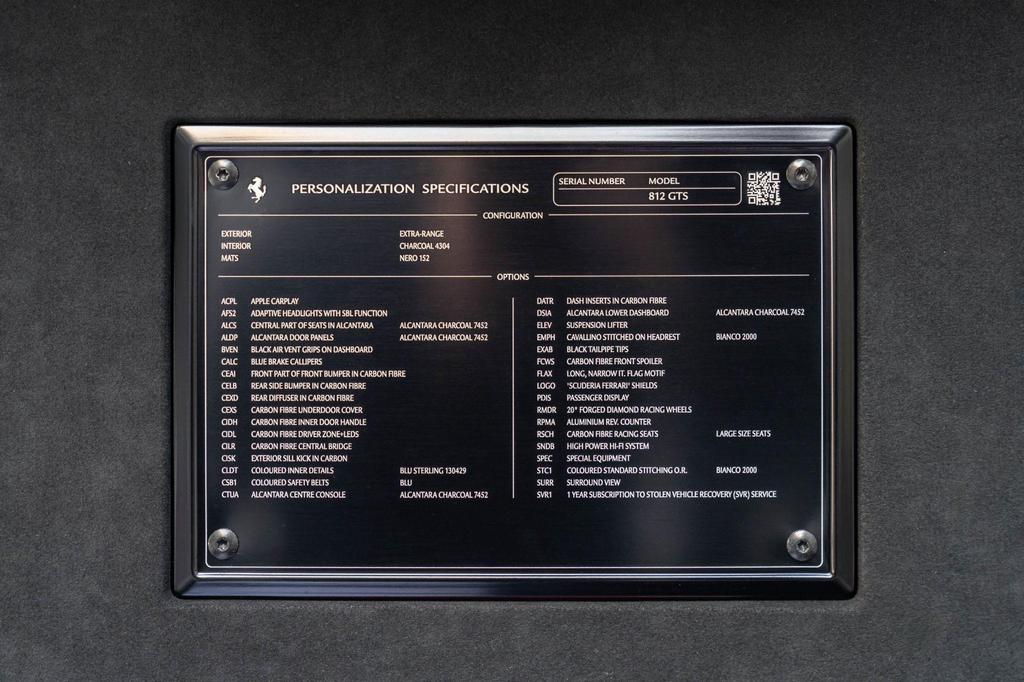 PERSONALIZATION SPECIFICATIONS
SERIAL NUMBER MODEL
812 GTS
CONFIGURATION
EXTERIOR EXTRA-RANGE
INTERIOR CHARCOAL 4304
MATS NERO 152
OPTIONS
ACPL APPLE CARPLAY
AFS2 ADAPTIVE HEADLIGHTS WITH SBL FUNCTION
ALCS CENTRAL PART OF SEATS IN ALCANTARA ALCANTARA CHARCOAL 7452
ALDP ALCANTARA DOOR PANELS ALCANTARA CHARCOAL 7452
BVEN BLACK AIR VENT GRIPS ON DASHBOARD
CALC BLUE BRAKE CALLIPERS
CEA1 FRONT PART OF FRONT BUMPER IN CARBON FIBRE
CELB REAR SIDE BUMPER IN CARBON FIBRE
CEXD REAR DIFFUSER IN CARBON FIBRE
CEXS CARBON FIBRE UNDERDOOR COVER
CIDH CARBON FIBRE INNER DOOR HANDLE
CIDL CARBON FIBRE DRIVER ZONE+LEDS
CILR CARBON FIBRE CENTRAL BRIDGE
CISK EXTERIOR SILL KICK IN CARBON
CLDT COLOURED INNER DETAILS BLU STERLING 130429
CSB1 COLOURED SAFETY BELTS BLU
CTUA ALCANTARA CENTRE CONSOLE ALCANTARA CHARCOAL 7452
DATR DASH INSERTS IN CARBON FIBRE
DSIA ALCANTARA LOWER DASHBOARD ALCANTARA CHARCOAL 7452
ELEV SUSPENSION LIFTER
EMPH CAVALLINO STITCHED ON HEADREST BIANCO 2000
EXAB BLACK TAILPIPE TIPS
FCWS CARBON FIBRE FRONT SPOILER
FLAX LONG, NARROW IT. FLAG MOTIF
LOGO 'SCUDERIA FERRARI' SHIELDS
PDIS PASSENGER DISPLAY
RMDR 20" FORGED DIAMOND RACING WHEELS
RPMA ALUMINIUM REV. COUNTER
RSCH CARBON FIBRE RACING SEATS LARGE SIZE SEATS
SNDB HIGH POWER HI-FI SYSTEM
SPEC SPECIAL EQUIPMENT
STC1 COLOURED STANDARD STITCHING O.R. BIANCO 2000
SURR SURROUND VIEW
SVR1 1 YEAR SUBSCRIPTION TO STOLEN VEHICLE RECOVERY (SVR) SERVICE